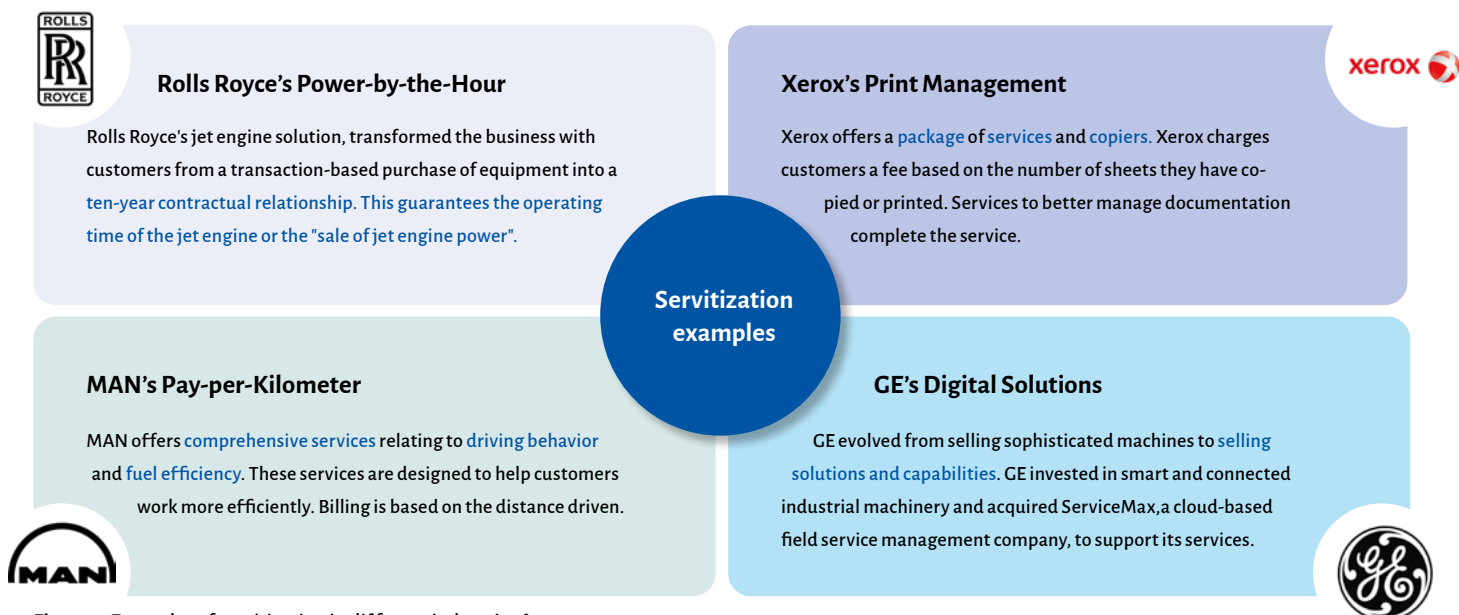 ROLLS
RR
ROYCE
Rolls Royce's Power-by-the-Hour
Rolls Royce's jet engine solution, transformed the business with
customers from a transaction-based purchase of equipment into a
ten-year contractual relationship. This guarantees the operating
time of the jet engine or the "sale of jet engine power".
xerox
Xerox's Print Management
Xerox offers a package of services and copiers. Xerox charges
customers a fee based on the number of sheets they have co-
pied or printed. Services to better manage documentation
complete the service.
Servitization
examples
MAN's Pay-per-Kilometer
MAN offers comprehensive services relating to driving behavior
and fuel efficiency. These services are designed to help customers
work more efficiently. Billing is based on the distance driven.
MAN
GE's Digital Solutions
GE evolved from selling sophisticated machines to selling
solutions and capabilities. GE invested in smart and connected
industrial machinery and acquired ServiceMax,a cloud-based
field service management company, to support its services.
GE